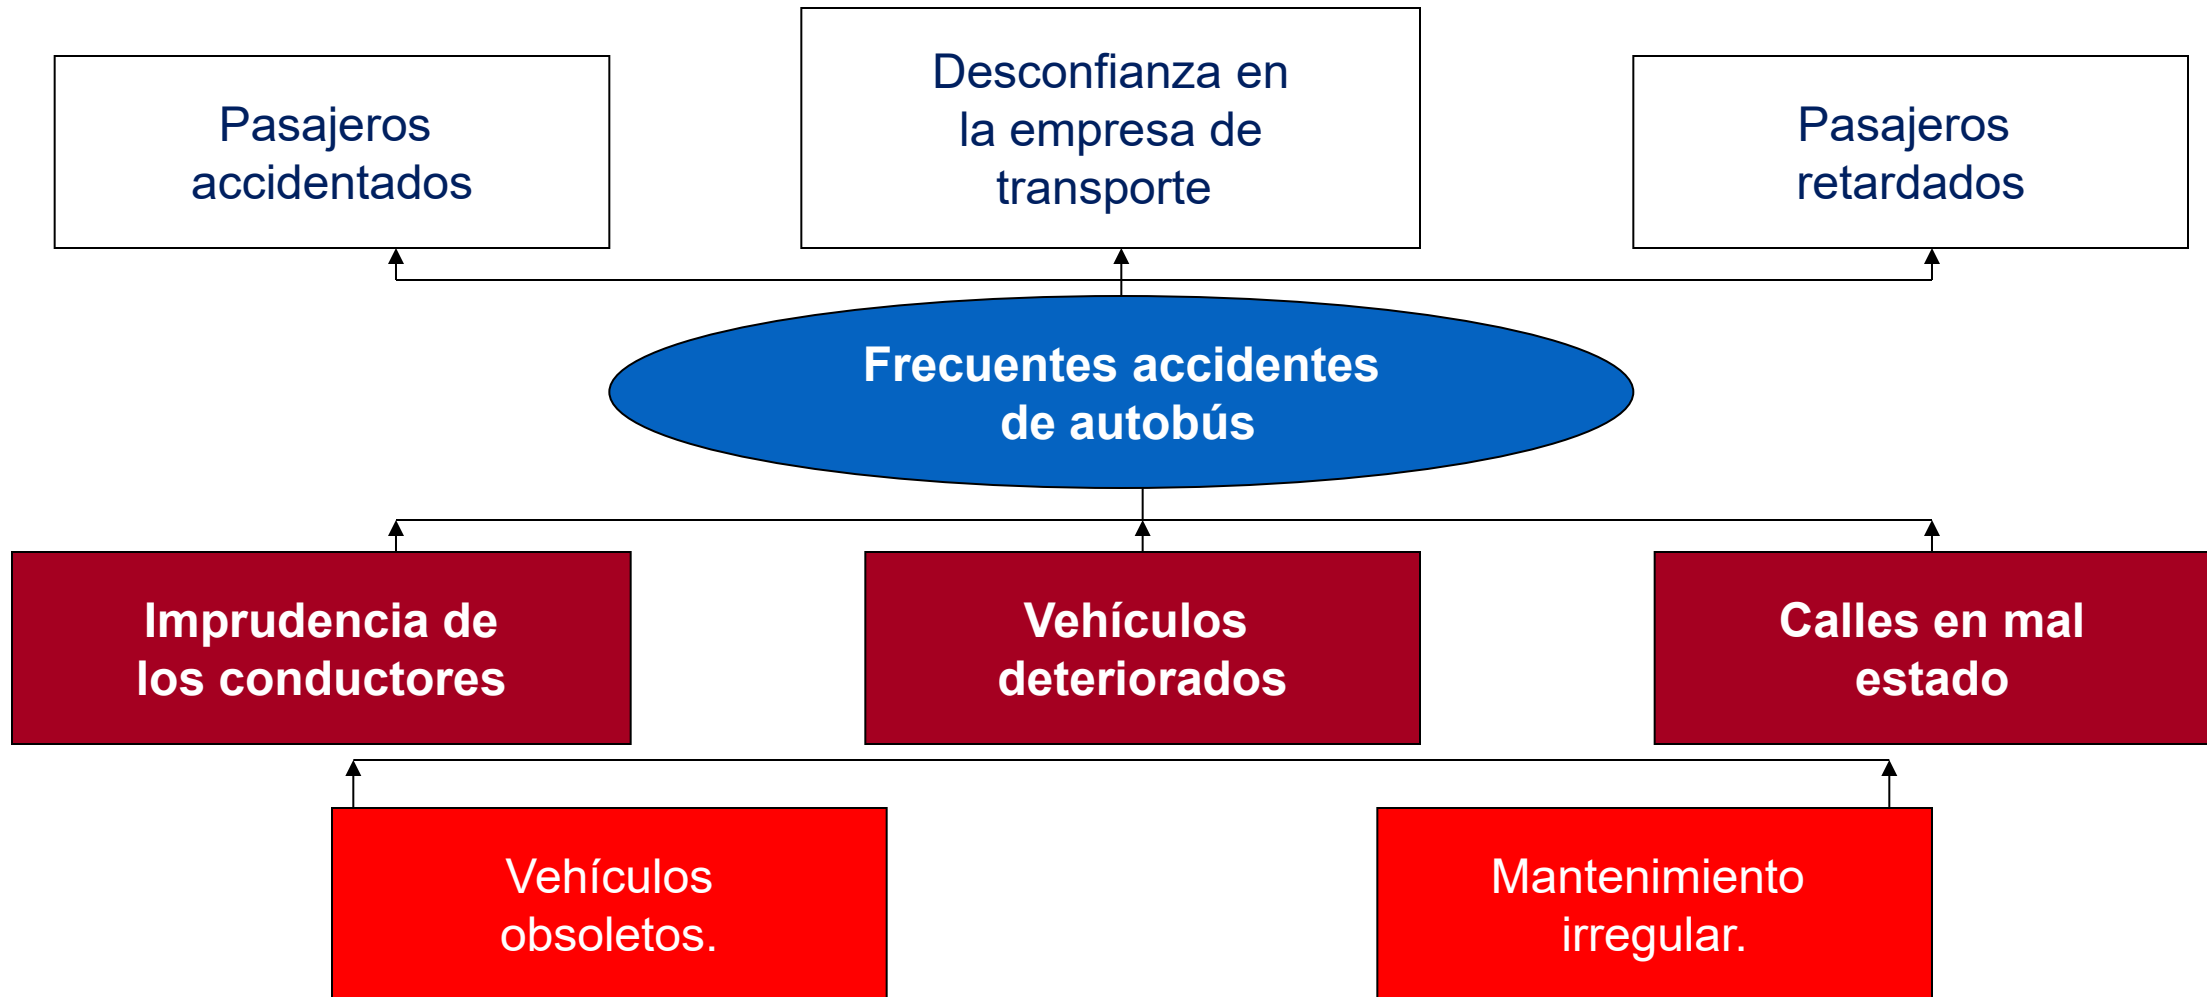 Pasajeros
accidentados
Desconfianza en
la empresa de
transporte
Pasajeros
retardados
Frecuentes accidentes
de autobús
Imprudencia de
los conductores
Vehículos
deteriorados
Calles en mal
estado
Vehículos
obsoletos.
Mantenimiento
irregular.